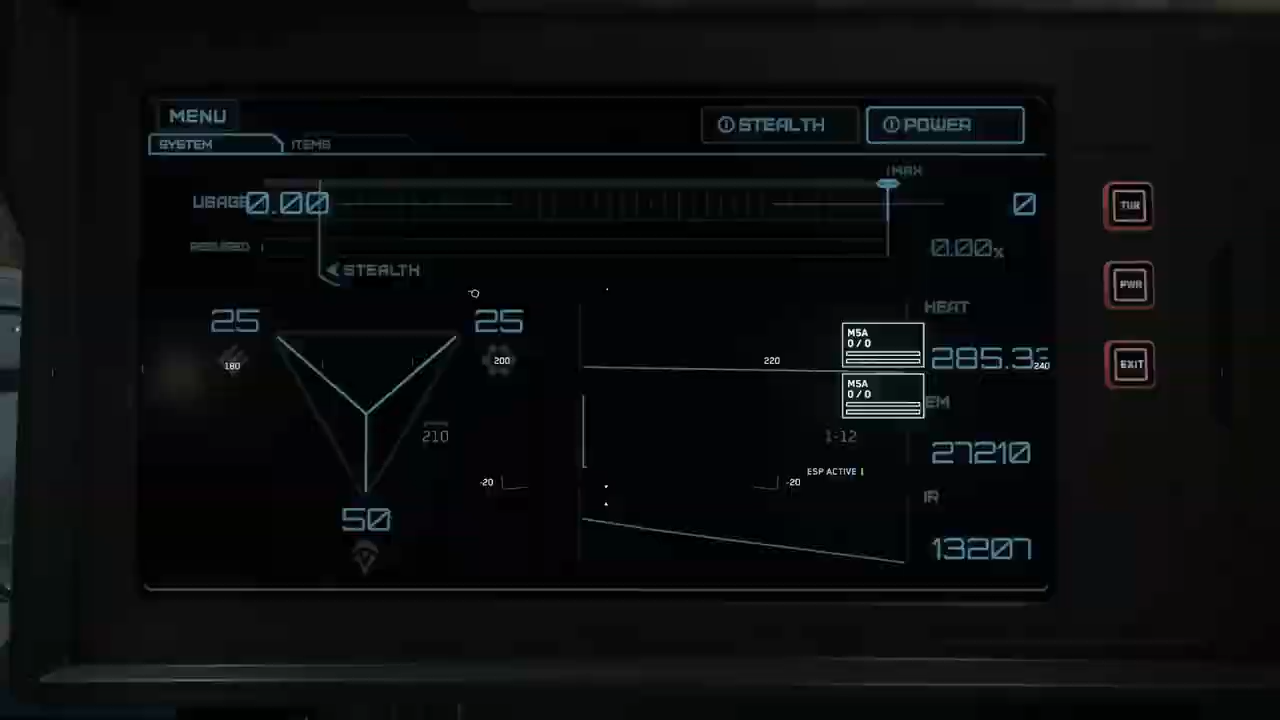 MENU
STEALTH
POWER
SYSTEM
ITEMS
MAX
USAGE
0.00
0
TUR
0.00x
STEALTH
PWR
HEAT
25
25
M5A
0/0
180
200
220
285.3
240
EXIT
M5A
0/0
EM
210
1-12
27210
-20
-20
ESP ACTIVE
IR
50
13207